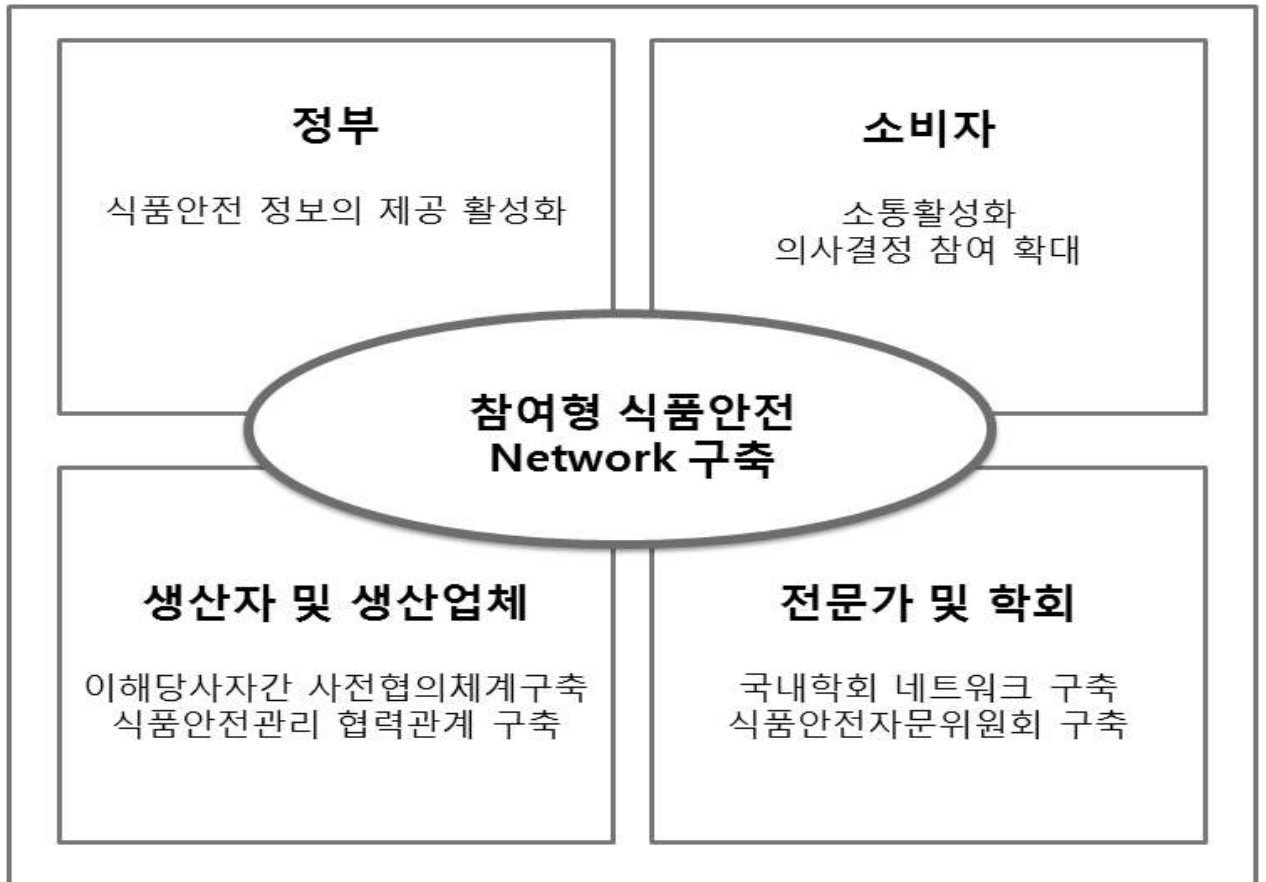 정부
식품안전 정보의 제공 활성화
소비자
소통활성화
의사결정 참여 확대
참여형 식품안전
Network 구축
생산자 및 생산업체
이해당사자간 사전협의체계구축
식품안전관리 협력관계 구축
전문가 및 학회
국내학회 네트워크 구축
식품안전자문위원회 구축